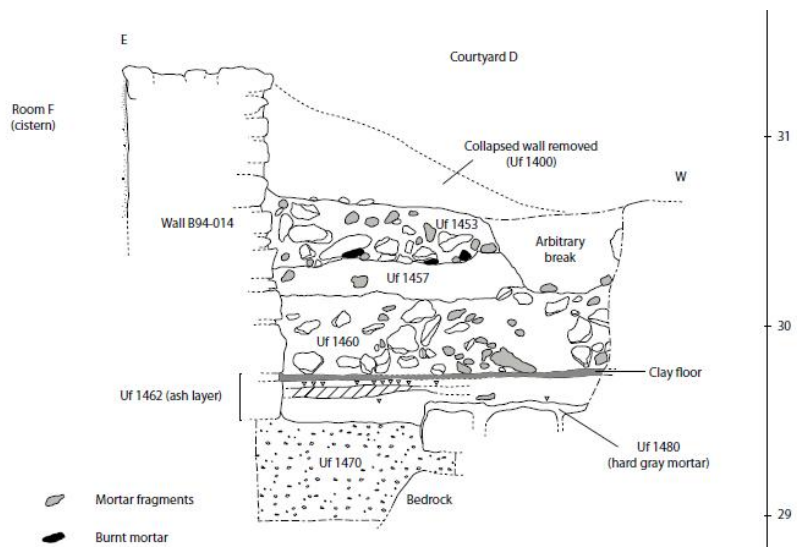 E
Courtyard D
Room F
(cistern)
31
Collapsed wall removed
(Uf 1400)
W
Wall B94-014
Uf 1453
Arbitrary
break
Uf 1457
30
Uf 1460
Clay floor
Uf 1462 (ash layer)
Uf 1480
(hard gray mortar)
Uf 1470
Mortar fragments
Bedrock
29
Burnt mortar